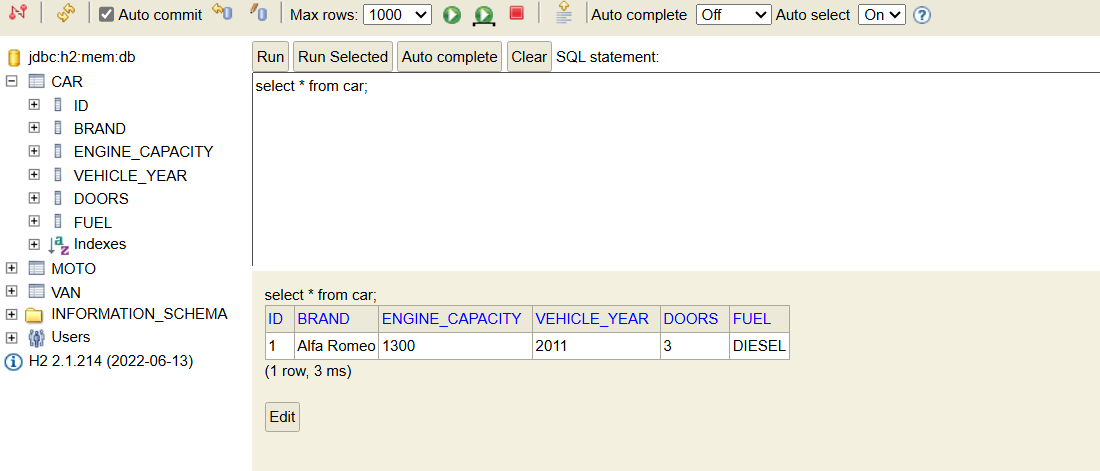 Auto commit Max rows: 1000 Auto complete Off Auto select On ?
jdbc:h2:mem:db
CAR
ID
BRAND
ENGINE_CAPACITY
VEHICLE_YEAR
DOORS
FUEL
Indexes
MOTO
VAN
INFORMATION_SCHEMA
Users
H2 2.1.214 (2022-06-13)
Run Run Selected Auto complete Clear SQL statement:
select * from car;
select * from car;
ID BRAND ENGINE_CAPACITY VEHICLE_YEAR DOORS FUEL
1 Alfa Romeo 1300 2011 3 DIESEL
(1 row, 3 ms)
Edit